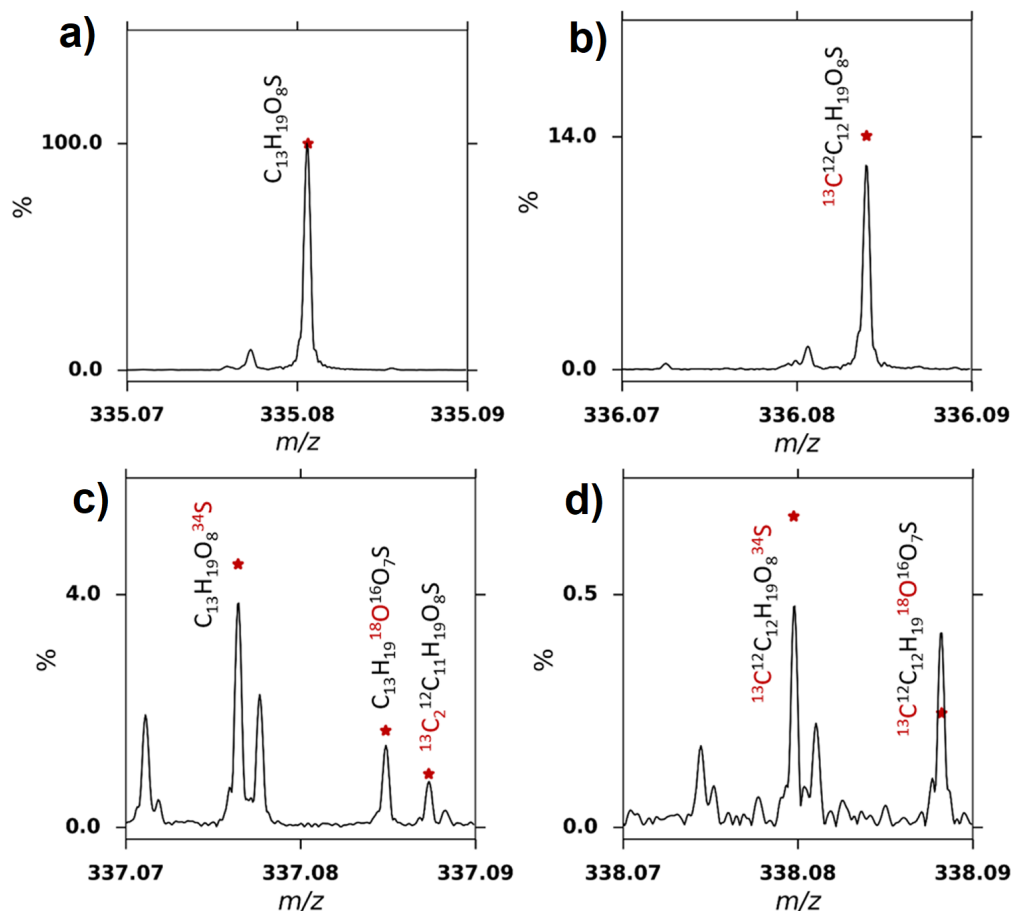 a)
C₁₃H₁₉O₈S
100.0
%
0.0
335.07 335.08 335.09
m/z
b)
¹³C¹²C₁₂H₁₉O₈S
14.0
%
0.0
336.07 336.08 336.09
m/z
c)
C₁₃H₁₉O₈³⁴S
C₁₃H₁₉¹⁸O¹⁶O₇S
¹³C₂¹²C₁₁H₁₉O₈S
4.0
%
0.0
337.07 337.08 337.09
m/z
d)
¹³C¹²C₁₂H₁₉O₈³⁴S
¹³C¹²C₁₂H₁₉¹⁸O¹⁶O₇S
0.5
%
0.0
338.07 338.08 338.09
m/z